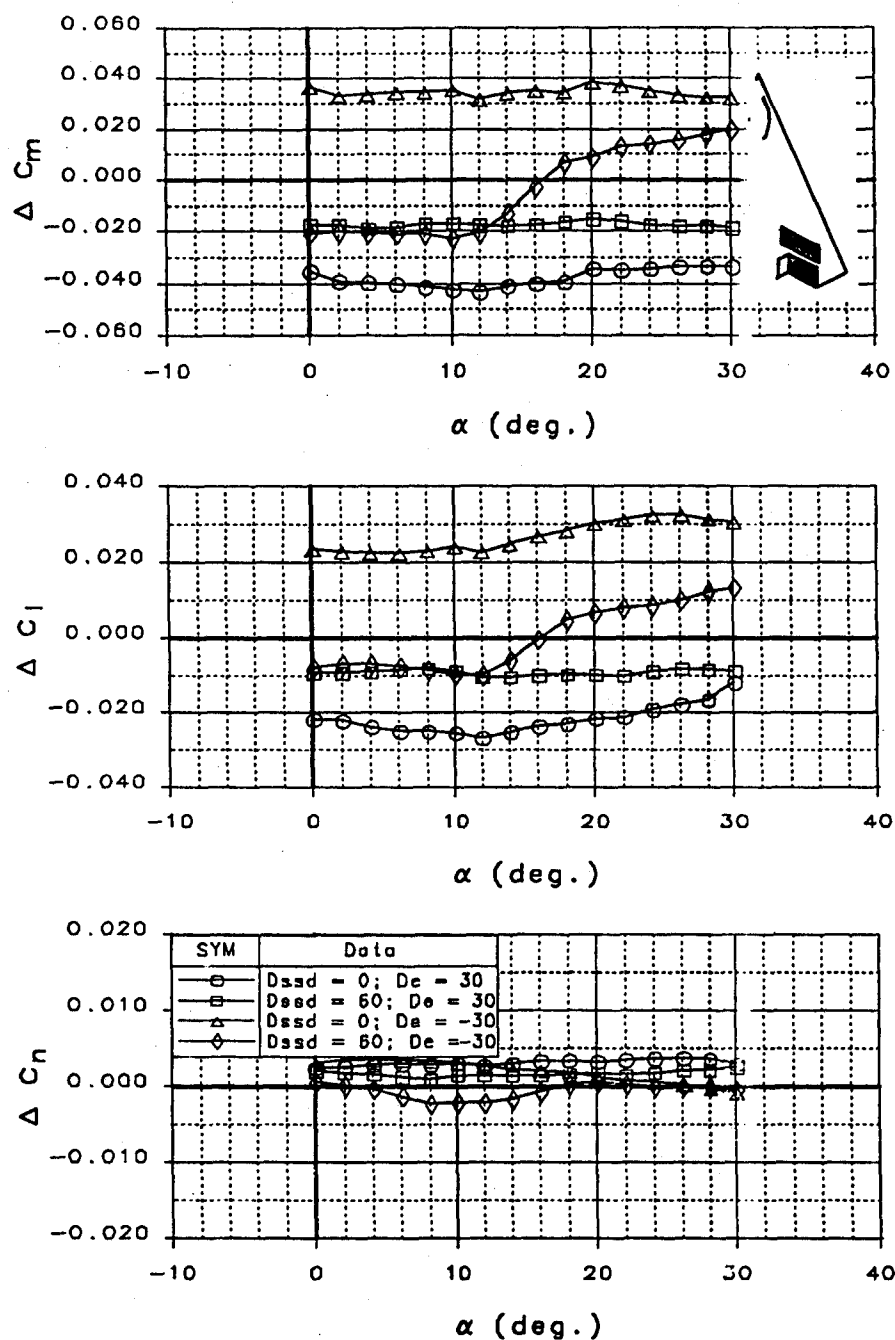 0.060
0.040
0.020
0.000
-0.020
-0.040
-0.060
Δ Cm
-10 0 10 20 30 40
α (deg.)
0.040
0.020
0.000
-0.020
-0.040
Δ Cl
-10 0 10 20 30 40
α (deg.)
0.020
0.010
0.000
-0.010
-0.020
Δ Cn
SYM Data
Dssd = 0; De = 30
Dssd = 60; De = 30
Dssd = 0; De = -30
Dssd = 60; De =-30
-10 0 10 20 30 40
α (deg.)